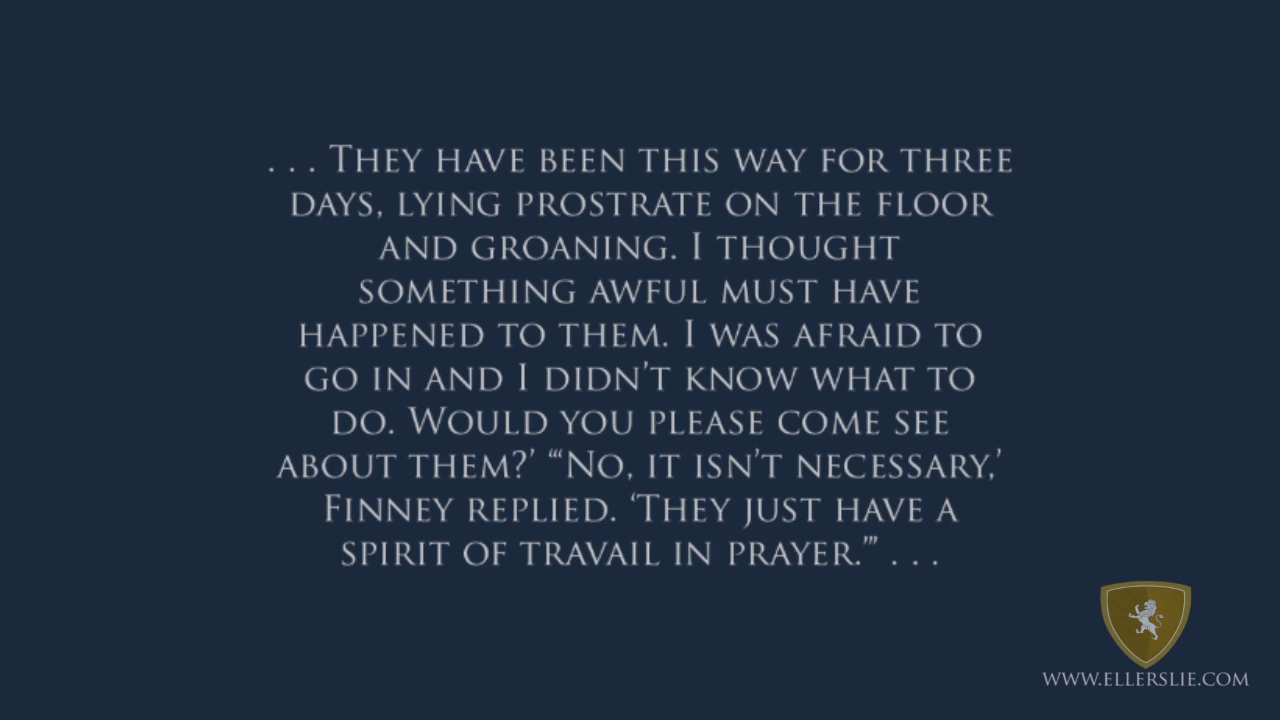 . . . They have been this way for three
days, lying prostrate on the floor
and groaning. I thought
something awful must have
happened to them. I was afraid to
go in and I didn’t know what to
do. Would you please come see
about them?’ “‘No, it isn’t necessary,’
Finney replied. ‘They just have a
spirit of travail in prayer.’” . . .
www.ellerslie.com